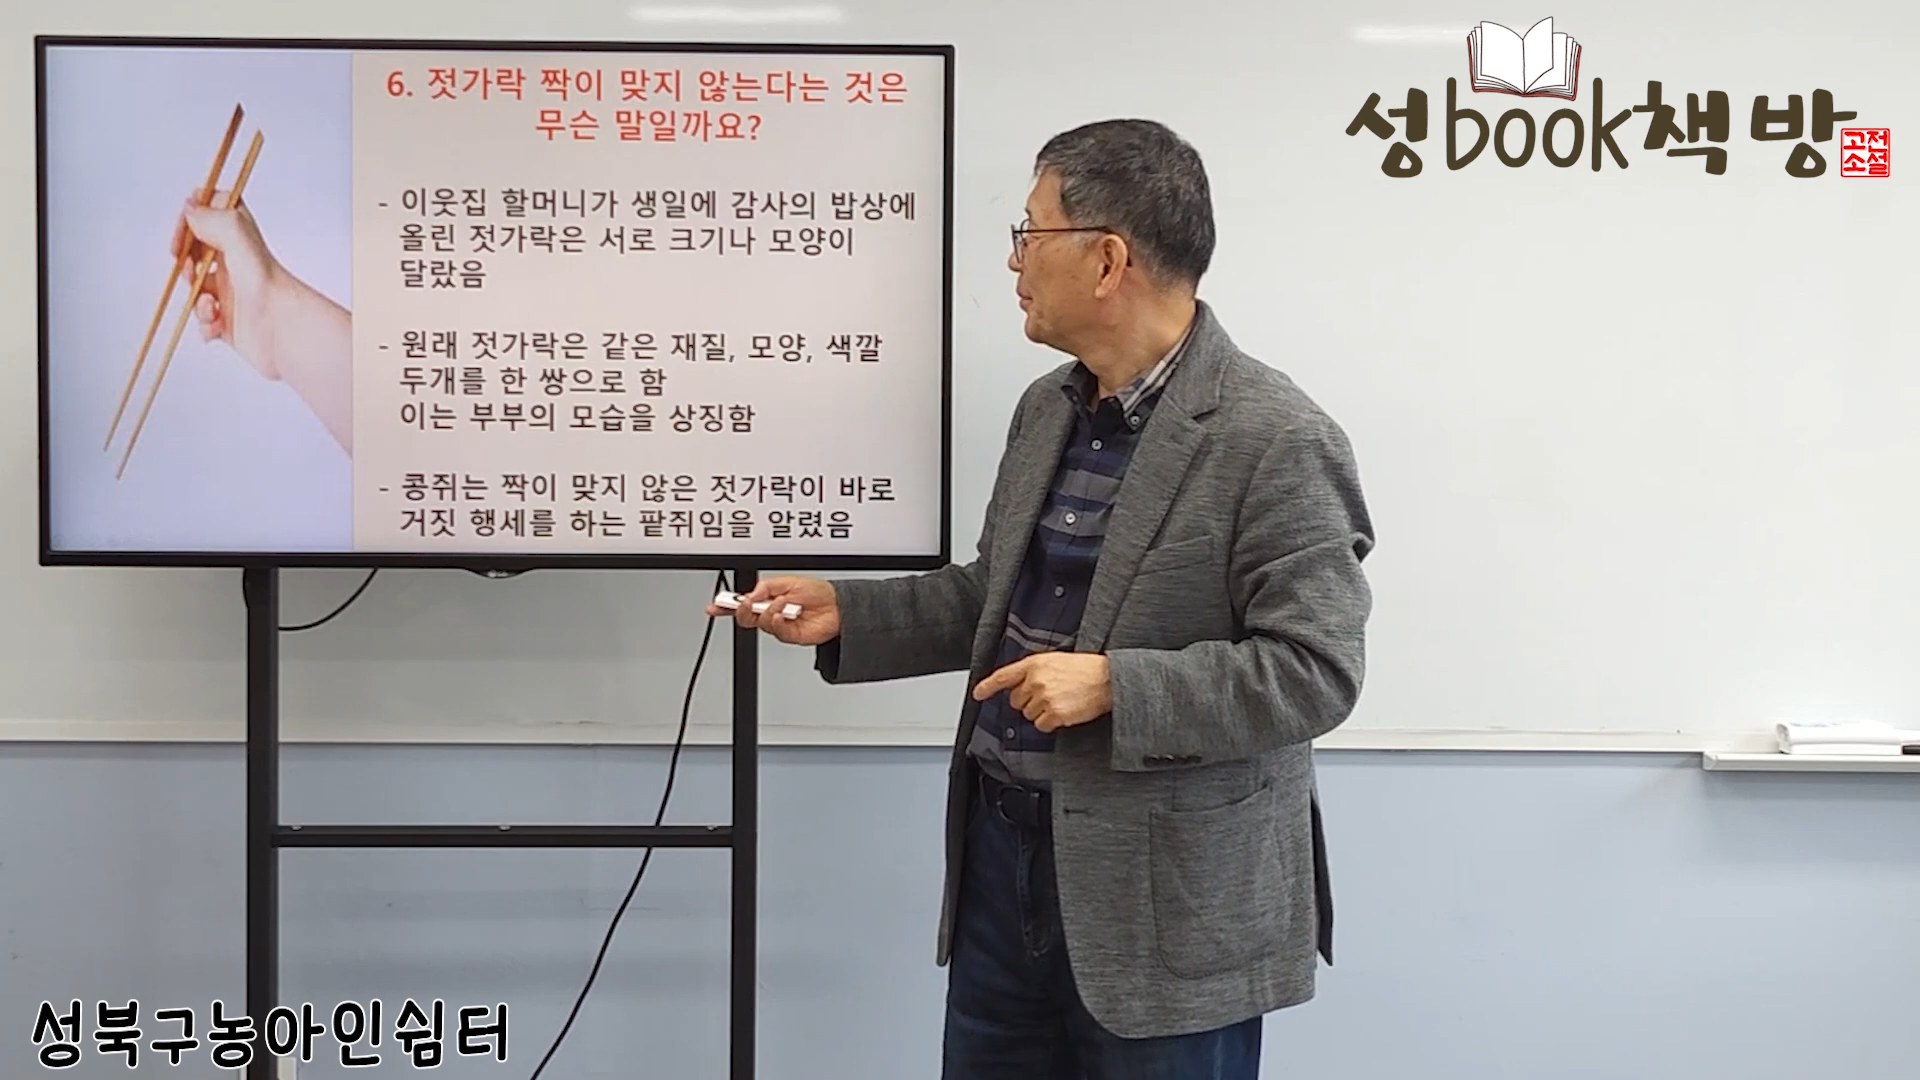 6. 젓가락 짝이 맞지 않는다는 것은
무슨 말일까요?
- 이웃집 할머니가 생일에 감사의 밥상에
올린 젓가락은 서로 크기나 모양이
달랐음
- 원래 젓가락은 같은 재질, 모양, 색깔
두개를 한 쌍으로 함
이는 부부의 모습을 상징함
- 콩쥐는 짝이 맞지 않은 젓가락이 바로
거짓 행세를 하는 팥쥐임을 알렸음
성book책방
고전
소설
성북구농아인쉼터